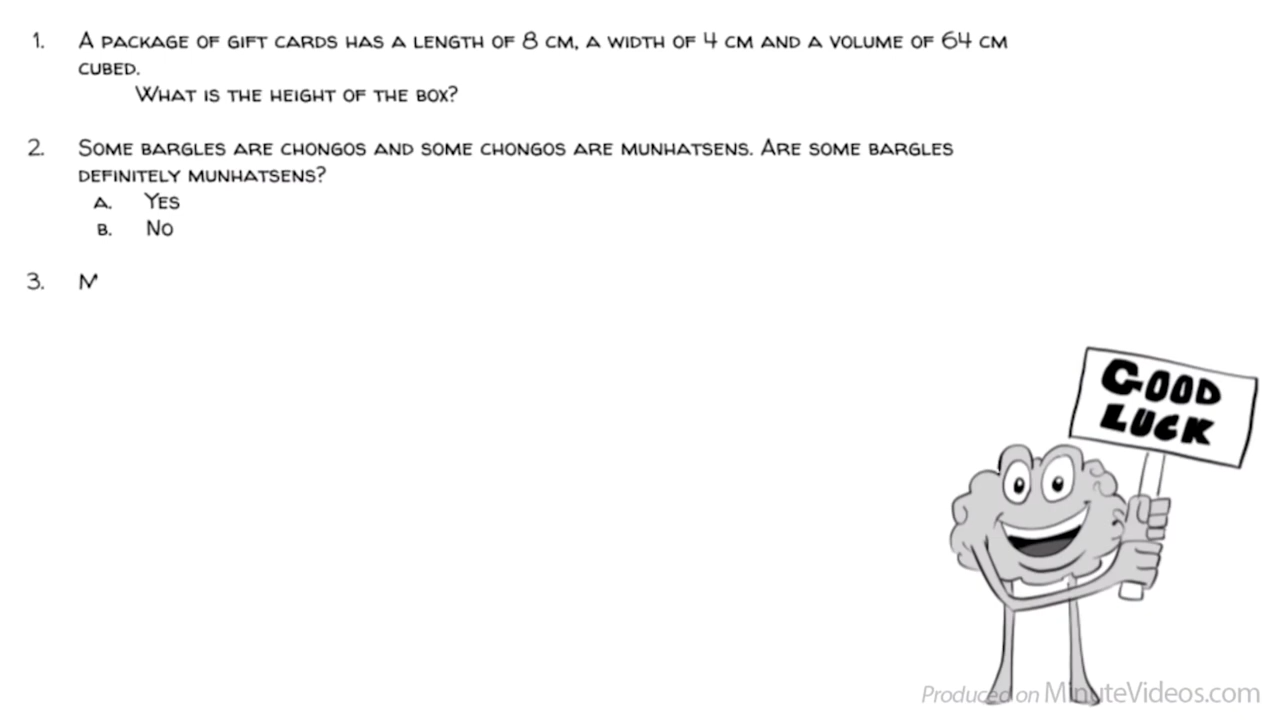 1. A PACKAGE OF GIFT CARDS HAS A LENGTH OF 8 CM, A WIDTH OF 4 CM AND A VOLUME OF 64 CM
CUBED.
WHAT IS THE HEIGHT OF THE BOX?
2. SOME BARGLES ARE CHONGOS AND SOME CHONGOS ARE MUNHATSENS. ARE SOME BARGLES
DEFINITELY MUNHATSENS?
A. YES
B. NO
3. M
GOOD
LUCK
Produced on MinuteVideos.com